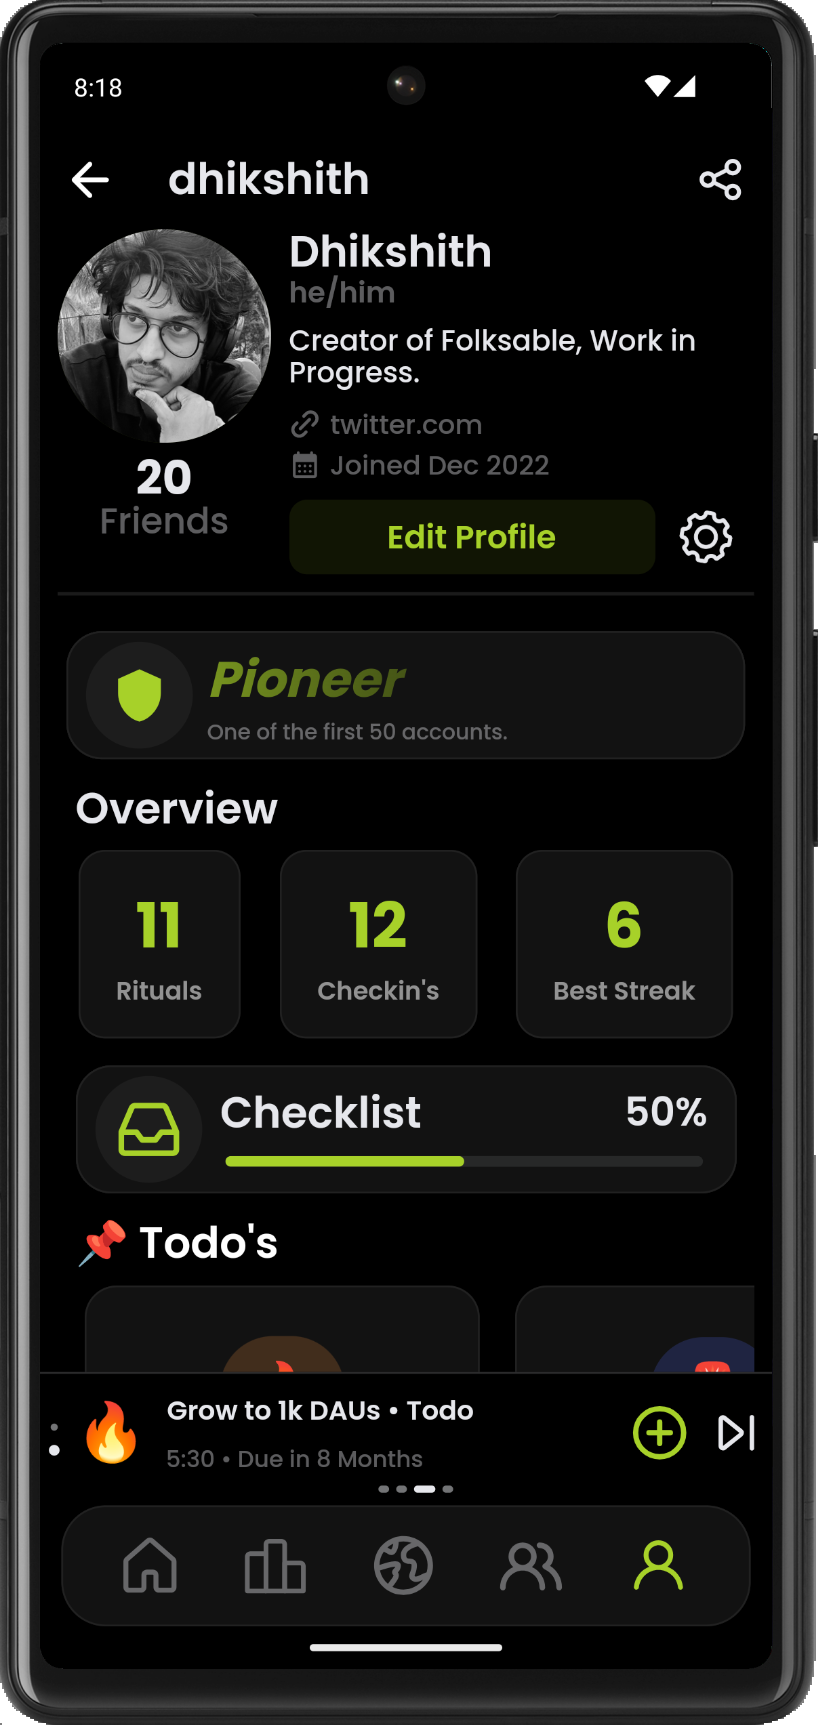 8:18
dhikshith
Dhikshith
he/him
Creator of Folksable, Work in
Progress.
twitter.com
Joined Dec 2022
20
Friends
Edit Profile
Pioneer
One of the first 50 accounts.
Overview
11
Rituals
12
Checkin's
6
Best Streak
Checklist
50%
Todo's
Grow to 1k DAUs • Todo
5:30 • Due in 8 Months